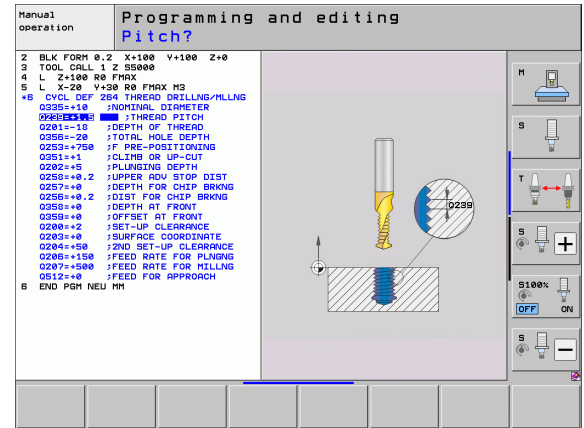 Manual
operation
Programming and editing
Pitch?
2 BLK FORM 0.2 X+100 Y+100 Z+0
3 TOOL CALL 1 Z S5000
4 L Z+100 R0 FMAX
5 L X-20 Y+30 R0 FMAX M3
*6 CYCL DEF 264 THREAD DRILLNG/MLLNG
Q335=+10 ;NOMINAL DIAMETER
Q239=+1.5 ;THREAD PITCH
Q201=-18 ;DEPTH OF THREAD
Q356=-20 ;TOTAL HOLE DEPTH
Q253=+750 ;F PRE-POSITIONING
Q351=+1 ;CLIMB OR UP-CUT
Q202=+5 ;PLUNGING DEPTH
Q258=+0.2 ;UPPER ADV STOP DIST
Q257=+0 ;DEPTH FOR CHIP BRKNG
Q256=+0.2 ;DIST FOR CHIP BRKNG
Q358=+0 ;DEPTH AT FRONT
Q359=+0 ;OFFSET AT FRONT
Q200=+2 ;SET-UP CLEARANCE
Q203=+0 ;SURFACE COORDINATE
Q204=+50 ;2ND SET-UP CLEARANCE
Q206=+150 ;FEED RATE FOR PLNGNG
Q207=+500 ;FEED RATE FOR MILLNG
Q512=+0 ;FEED FOR APPROACH
6 END PGM NEU MM
Q239
M
S
T
S
+
S100%
OFF ON
S
−